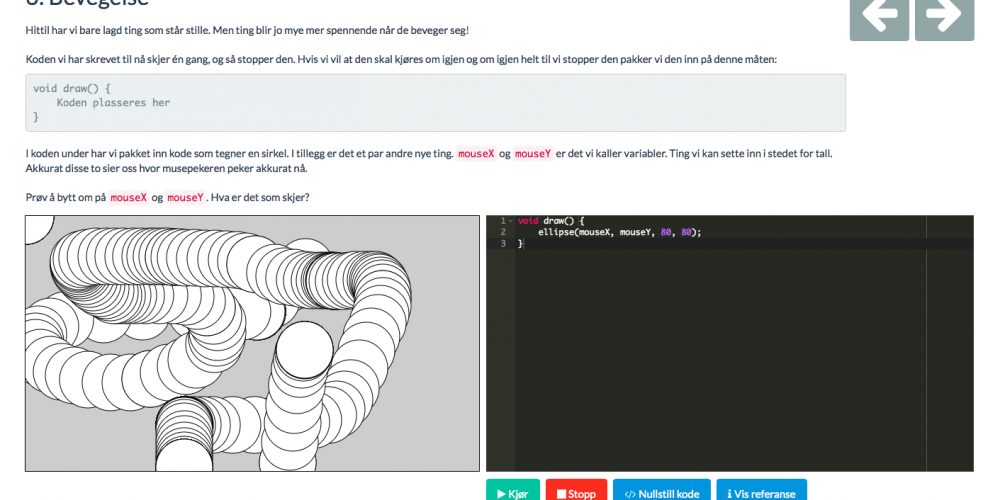 Bevegelse
Hittil har vi bare lagd ting som står stille. Men ting blir jo mye mer spennende når de beveger seg!
Koden vi har skrevet til nå skjer én gang, og så stopper den. Hvis vi vil at den skal kjøres om igjen og om igjen helt til vi stopper den pakker vi den inn på denne måten:
void draw() {
    Koden plasseres her
}
I koden under har vi pakket inn kode som tegner en sirkel. I tillegg er det et par andre nye ting. mouseX og mouseY er det vi kaller variabler. Ting vi kan sette inn i stedet for tall.
Akkurat disse to sier oss hvor musepekeren peker akkurat nå.
Prøv å bytt om på mouseX og mouseY. Hva er det som skjer?
1 void draw() {
2     ellipse(mouseX, mouseY, 80, 80);
3 }
Kjør Stopp </> Nullstill kode i Vis referanse